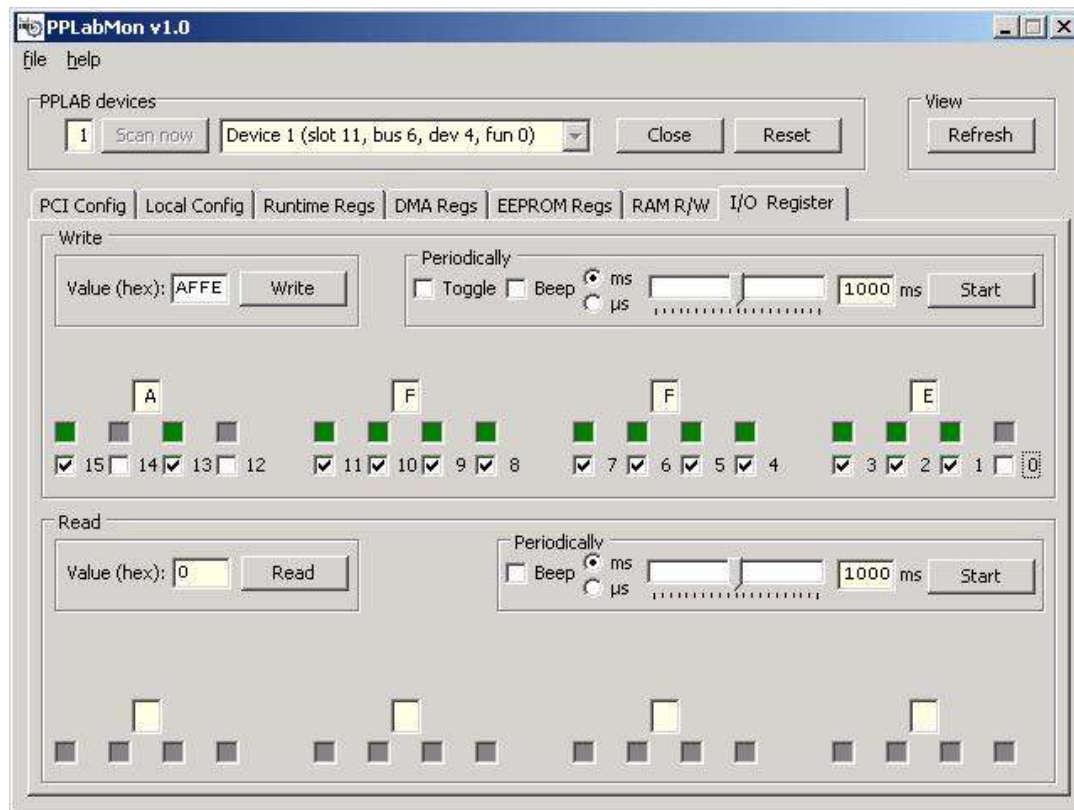 PPLabMon v1.0
file help
PPLAB devices View
1 Scan now Device 1 (slot 11, bus 6, dev 4, fun 0) Close Reset Refresh
PCI Config Local Config Runtime Regs DMA Regs EEPROM Regs RAM R/W I/O Register
Write
Periodically
Value (hex): AFFE Write Toggle Beep ms µs 1000 ms Start
A F F E
15 14 13 12 11 10 9 8 7 6 5 4 3 2 1 0
Read
Periodically
Value (hex): 0 Read Beep ms µs 1000 ms Start